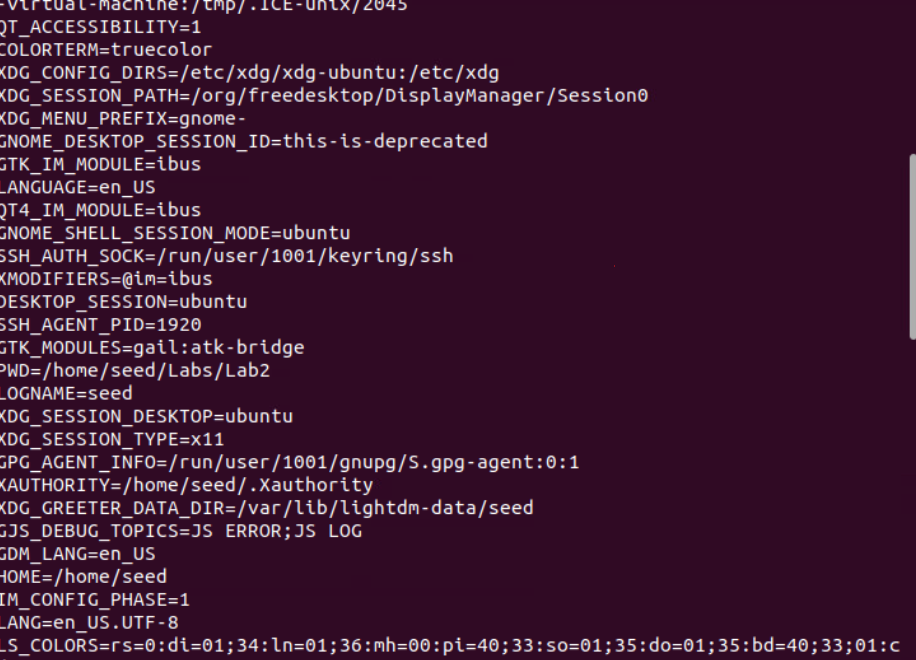 -virtual-machine:/tmp/.ICE-unix/2045
QT_ACCESSIBILITY=1
COLORTERM=truecolor
XDG_CONFIG_DIRS=/etc/xdg/xdg-ubuntu:/etc/xdg
XDG_SESSION_PATH=/org/freedesktop/DisplayManager/Session0
XDG_MENU_PREFIX=gnome-
GNOME_DESKTOP_SESSION_ID=this-is-deprecated
GTK_IM_MODULE=ibus
LANGUAGE=en_US
QT4_IM_MODULE=ibus
GNOME_SHELL_SESSION_MODE=ubuntu
SSH_AUTH_SOCK=/run/user/1001/keyring/ssh
XMODIFIERS=@im=ibus
DESKTOP_SESSION=ubuntu
SSH_AGENT_PID=1920
GTK_MODULES=gail:atk-bridge
PWD=/home/seed/Labs/Lab2
LOGNAME=seed
XDG_SESSION_DESKTOP=ubuntu
XDG_SESSION_TYPE=x11
GPG_AGENT_INFO=/run/user/1001/gnupg/S.gpg-agent:0:1
XAUTHORITY=/home/seed/.Xauthority
XDG_GREETER_DATA_DIR=/var/lib/lightdm-data/seed
GJS_DEBUG_TOPICS=JS ERROR;JS LOG
GDM_LANG=en_US
HOME=/home/seed
IM_CONFIG_PHASE=1
LANG=en_US.UTF-8
LS_COLORS=rs=0:di=01;34:ln=01;36:mh=00:pi=40;33:so=01;35:do=01;35:bd=40;33;01:c